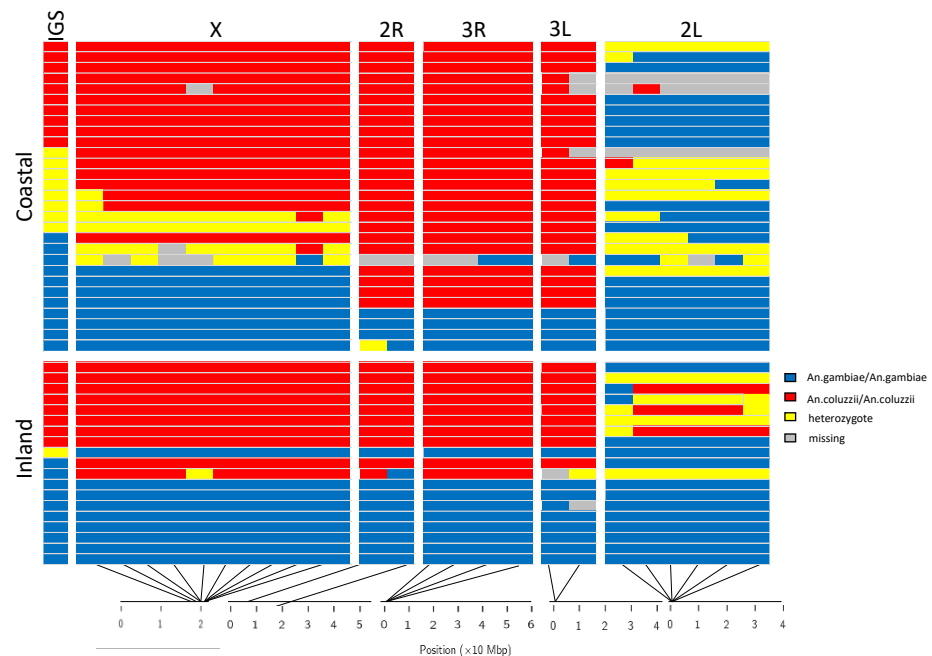 IGS X 2R 3R 3L 2L
Coastal
Inland
An.gambiae/An.gambiae
An.coluzzii/An.coluzzii
heterozygote
missing
0 1 2 0 1 2 3 4 5 0 1 2 3 4 5 6 0 1 2 3 4 0 1 2 3 4
Position (×10 Mbp)